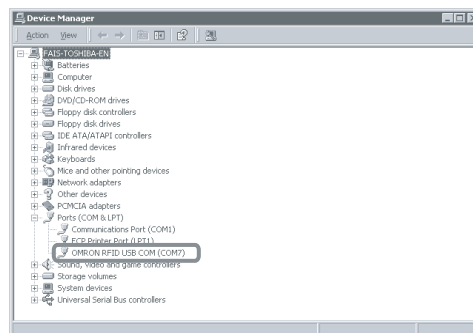 Device Manager
Action View
FAIS-TOSHIBA-EN
Batteries
Computer
Disk drives
DVD/CD-ROM drives
Floppy disk controllers
Floppy disk drives
IDE ATA/ATAPI controllers
Infrared devices
Keyboards
Mice and other pointing devices
Network adapters
Other devices
PCMCIA adapters
Ports (COM & LPT)
Communications Port (COM1)
ECP Printer Port (LPT1)
OMRON RFID USB COM (COM7)
Sound, video and game controllers
Storage volumes
System devices
Universal Serial Bus controllers